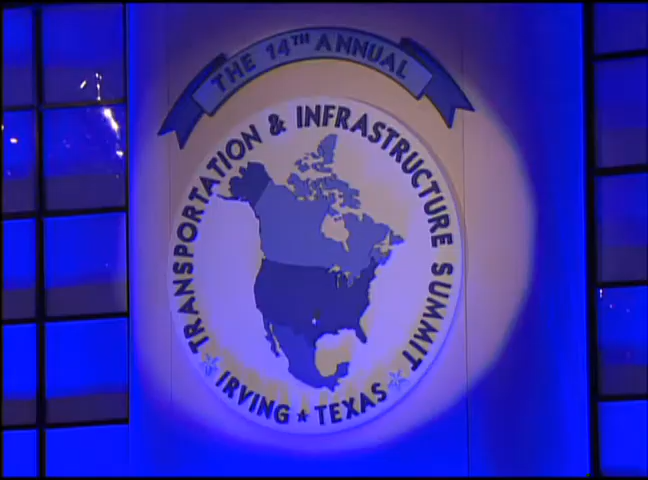 THE 14TH ANNUAL
TRANSPORTATION & INFRASTRUCTURE SUMMIT
IRVING ★ TEXAS